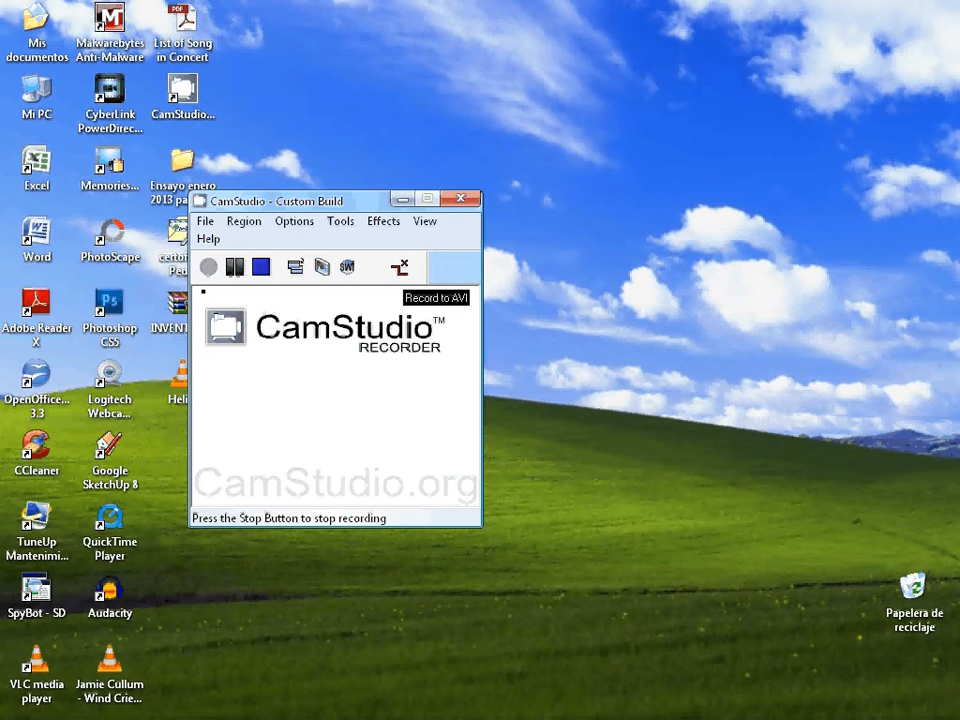 Mis
documentos
Malwarebytes
Anti-Malware
PDF
List of Song
in Concert
Mi PC
CyberLink
PowerDirec...
CamStudio...
Excel
Memories...
Ensayo enero
2013 pa
Word
PhotoScape
Adobe Reader
X
Ps
Photoshop
CS5
INVENT
OpenOffice...
3.3
Logitech
Webca...
Heli
CCleaner
Google
SketchUp 8
TuneUp
Mantenimi...
QuickTime
Player
SpyBot - SD
Audacity
VLC media
player
Jamie Cullum
- Wind Crie...
CamStudio - Custom Build
File Region Options Tools Effects View
Help
SWF
Record to AVI
CamStudio™
RECORDER
CamStudio.org
Press the Stop Button to stop recording
Papelera de
reciclaje